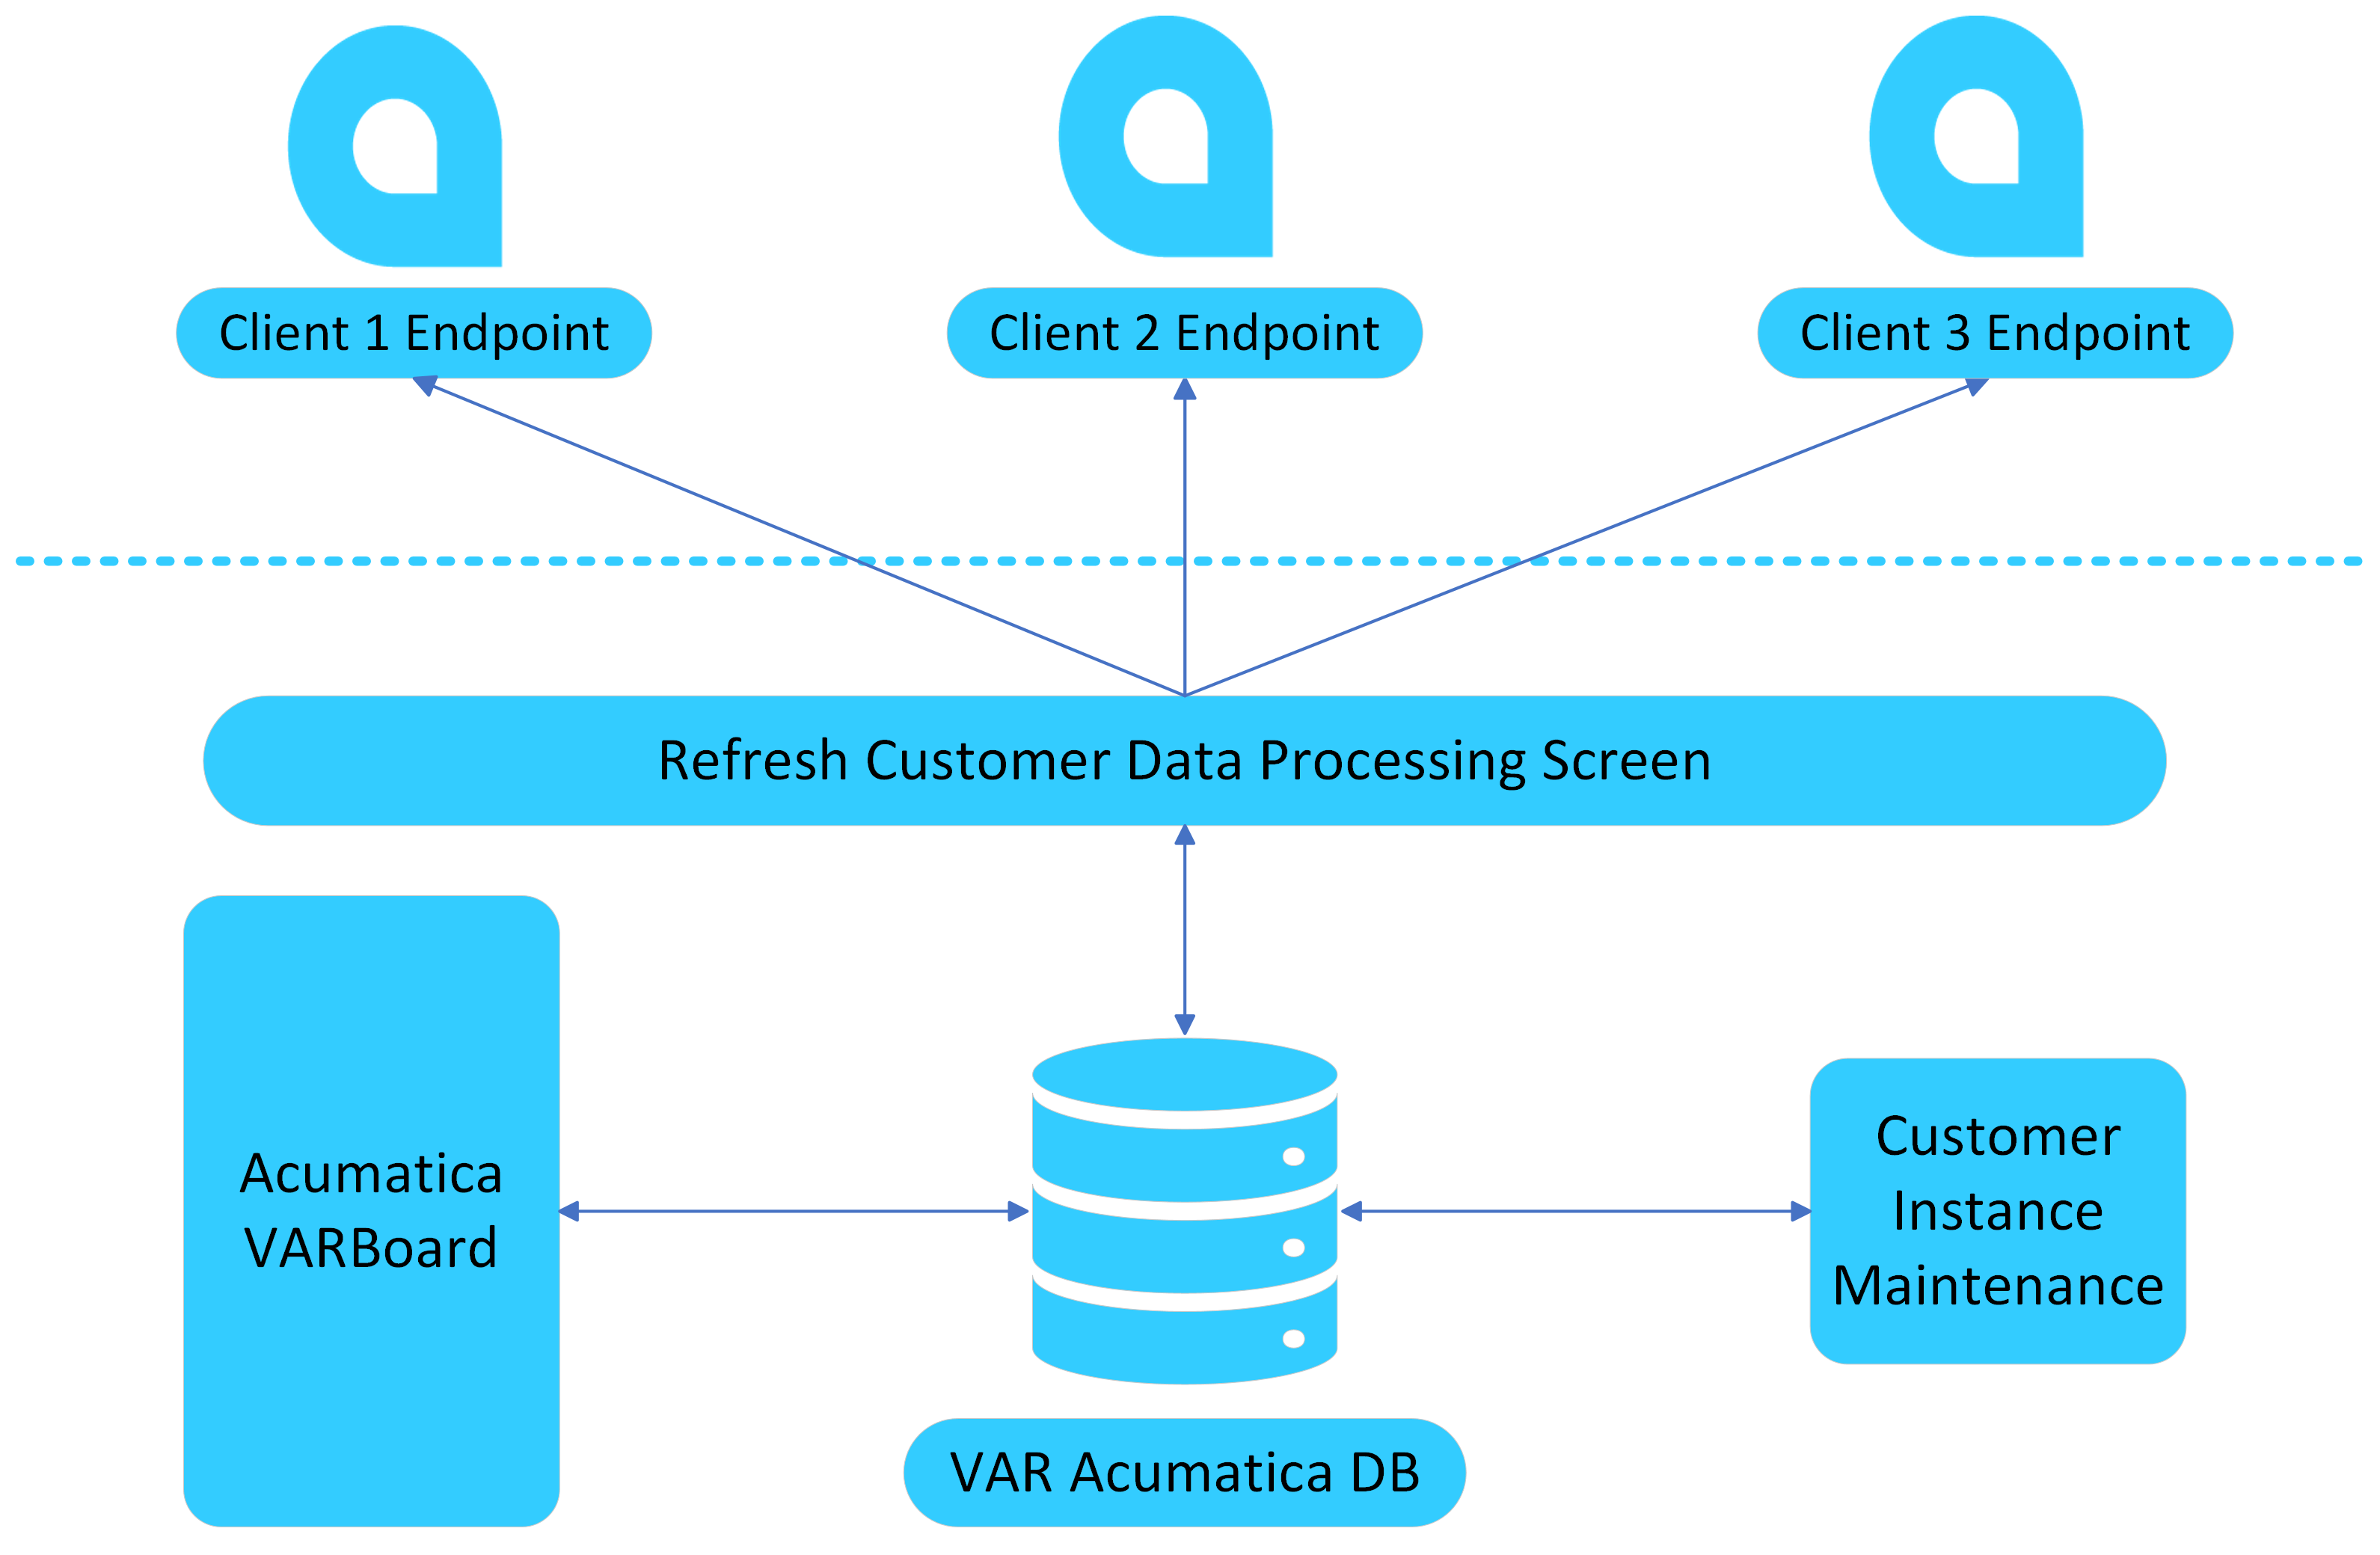 Client 1 Endpoint
Client 2 Endpoint
Client 3 Endpoint
Refresh Customer Data Processing Screen
Acumatica
VARBoard
Customer
Instance
Maintenance
VAR Acumatica DB